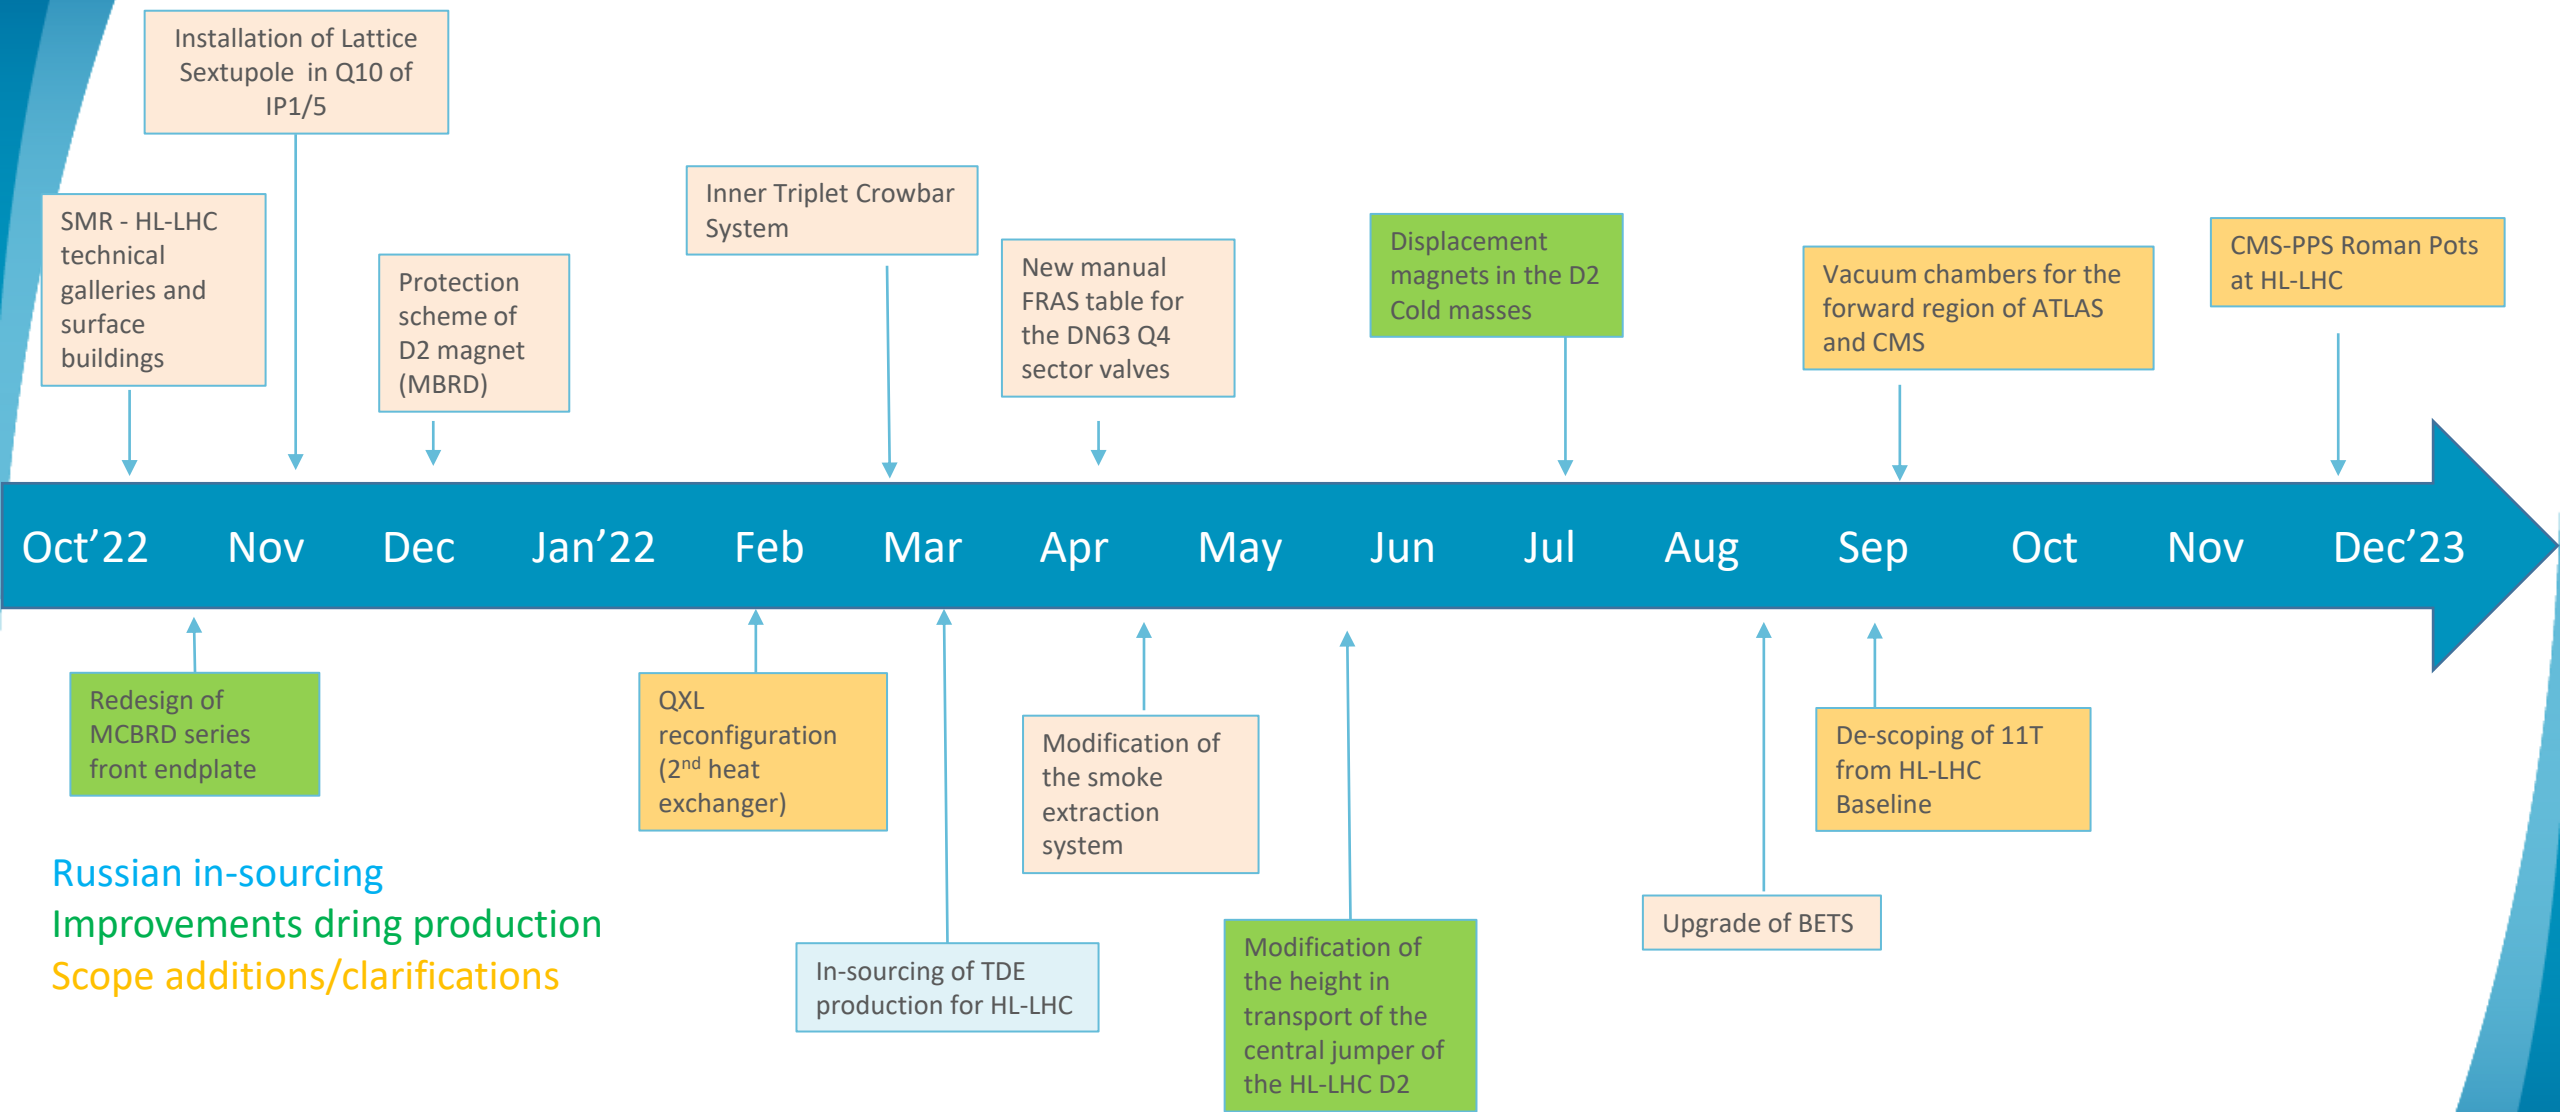 Installation of Lattice
Sextupole in Q10 of
IP1/5
SMR - HL-LHC
technical
galleries and
surface
buildings
Protection
scheme of
D2 magnet
(MBRD)
Inner Triplet Crowbar
System
New manual
FRAS table for
the DN63 Q4
sector valves
Displacement
magnets in the D2
Cold masses
Vacuum chambers for the
forward region of ATLAS
and CMS
CMS-PPS Roman Pots
at HL-LHC
Oct’22 Nov Dec Jan’22 Feb Mar Apr May Jun Jul Aug Sep Oct Nov Dec’23
Redesign of
MCBRD series
front endplate
QXL
reconfiguration
(2nd heat
exchanger)
In-sourcing of TDE
production for HL-LHC
Modification of
the smoke
extraction
system
Modification of
the height in
transport of the
central jumper of
the HL-LHC D2
Upgrade of BETS
De-scoping of 11T
from HL-LHC
Baseline
Russian in-sourcing
Improvements dring production
Scope additions/clarifications